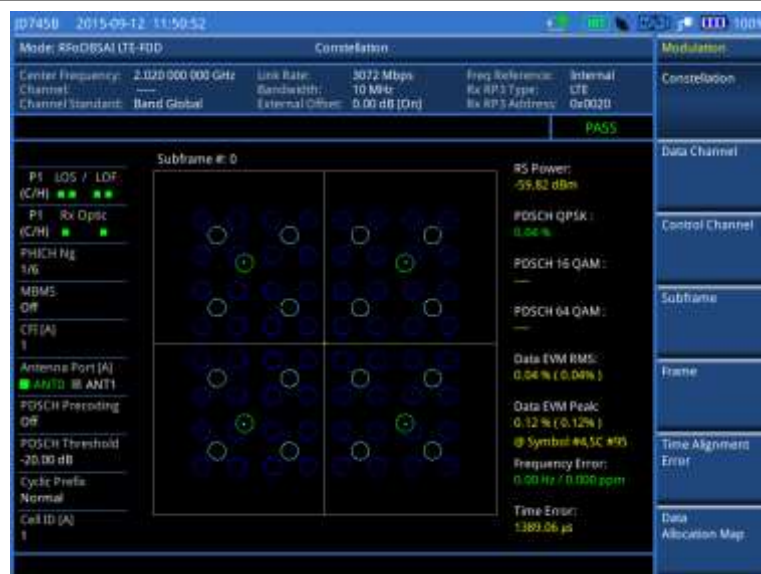 JD745B 2015-09-12 11:50:52 100%
Mode: RFoOBSAI LTE-FDD Constellation
Modulation
Center Frequency: 2.020 000 000 GHz Link Rate: 3072 Mbps Freq Reference: Internal
Channel: ---- Bandwidth: 10 MHz Rx RP3 Type: LTE
Channel Standard: Band Global External Offset: 0.00 dB [On] Rx RP3 Address: 0x0020
PASS
Constellation
Data Channel
Control Channel
Subframe
Frame
Time Alignment
Error
Data
Allocation Map
Subframe #: 0
P1 LOS / LOF
(C/H)
P1 Rx Optic
(C/H)
PHICH Ng
1/6
MBMS
Off
CFI [A]
1
Antenna Port [A]
ANT0 ANT1
PDSCH Precoding
Off
PDSCH Threshold
-20.00 dB
Cyclic Prefix
Normal
Cell ID [A]
1
RS Power:
-59.82 dBm
PDSCH QPSK :
0.04 %
PDSCH 16 QAM :
----
PDSCH 64 QAM :
----
Data EVM RMS:
0.04 % ( 0.04% )
Data EVM Peak:
0.12 % ( 0.12% )
@ Symbol #4,SC #95
Frequency Error:
0.00 Hz / 0.000 ppm
Time Error:
1389.06 µs